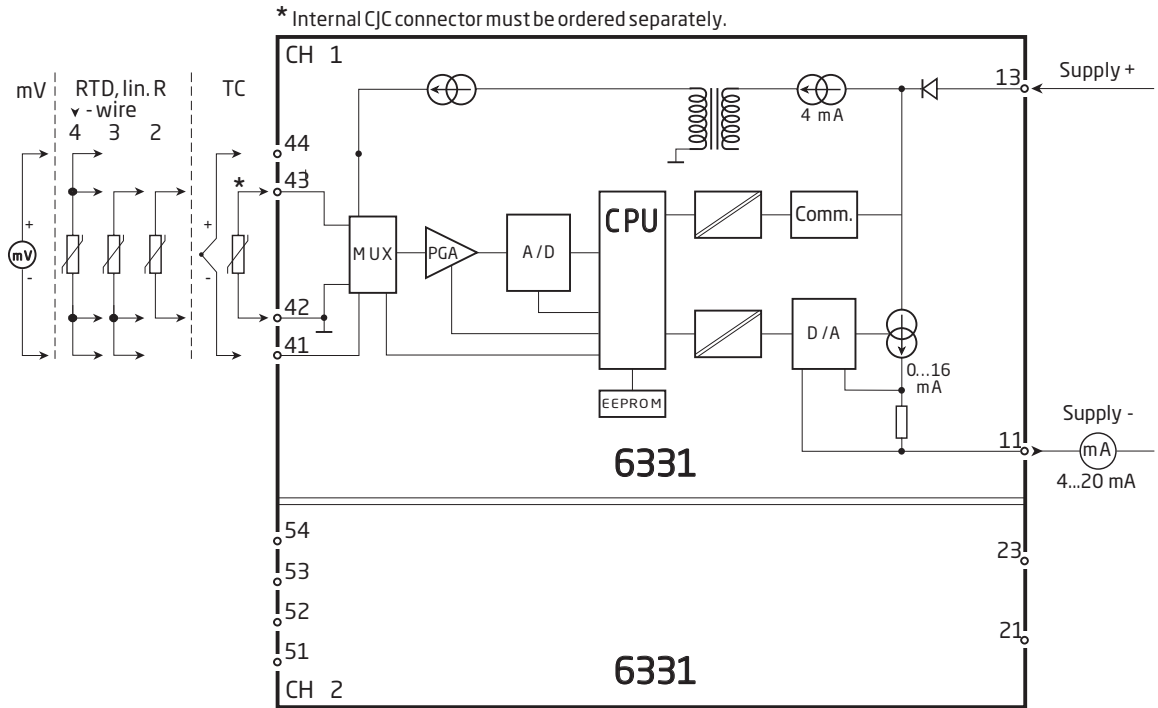 * Internal CJC connector must be ordered separately.
CH 1
mV
RTD, lin. R
- wire
4 3 2
TC
44
43
*
42
41
+
mV
-
+
-
MUX
PGA
A/D
CPU
EEPROM
Comm.
D/A
4 mA
0...16
mA
13
Supply +
Supply -
11
mA
4...20 mA
6331
54
53
52
51
23
21
6331
CH 2